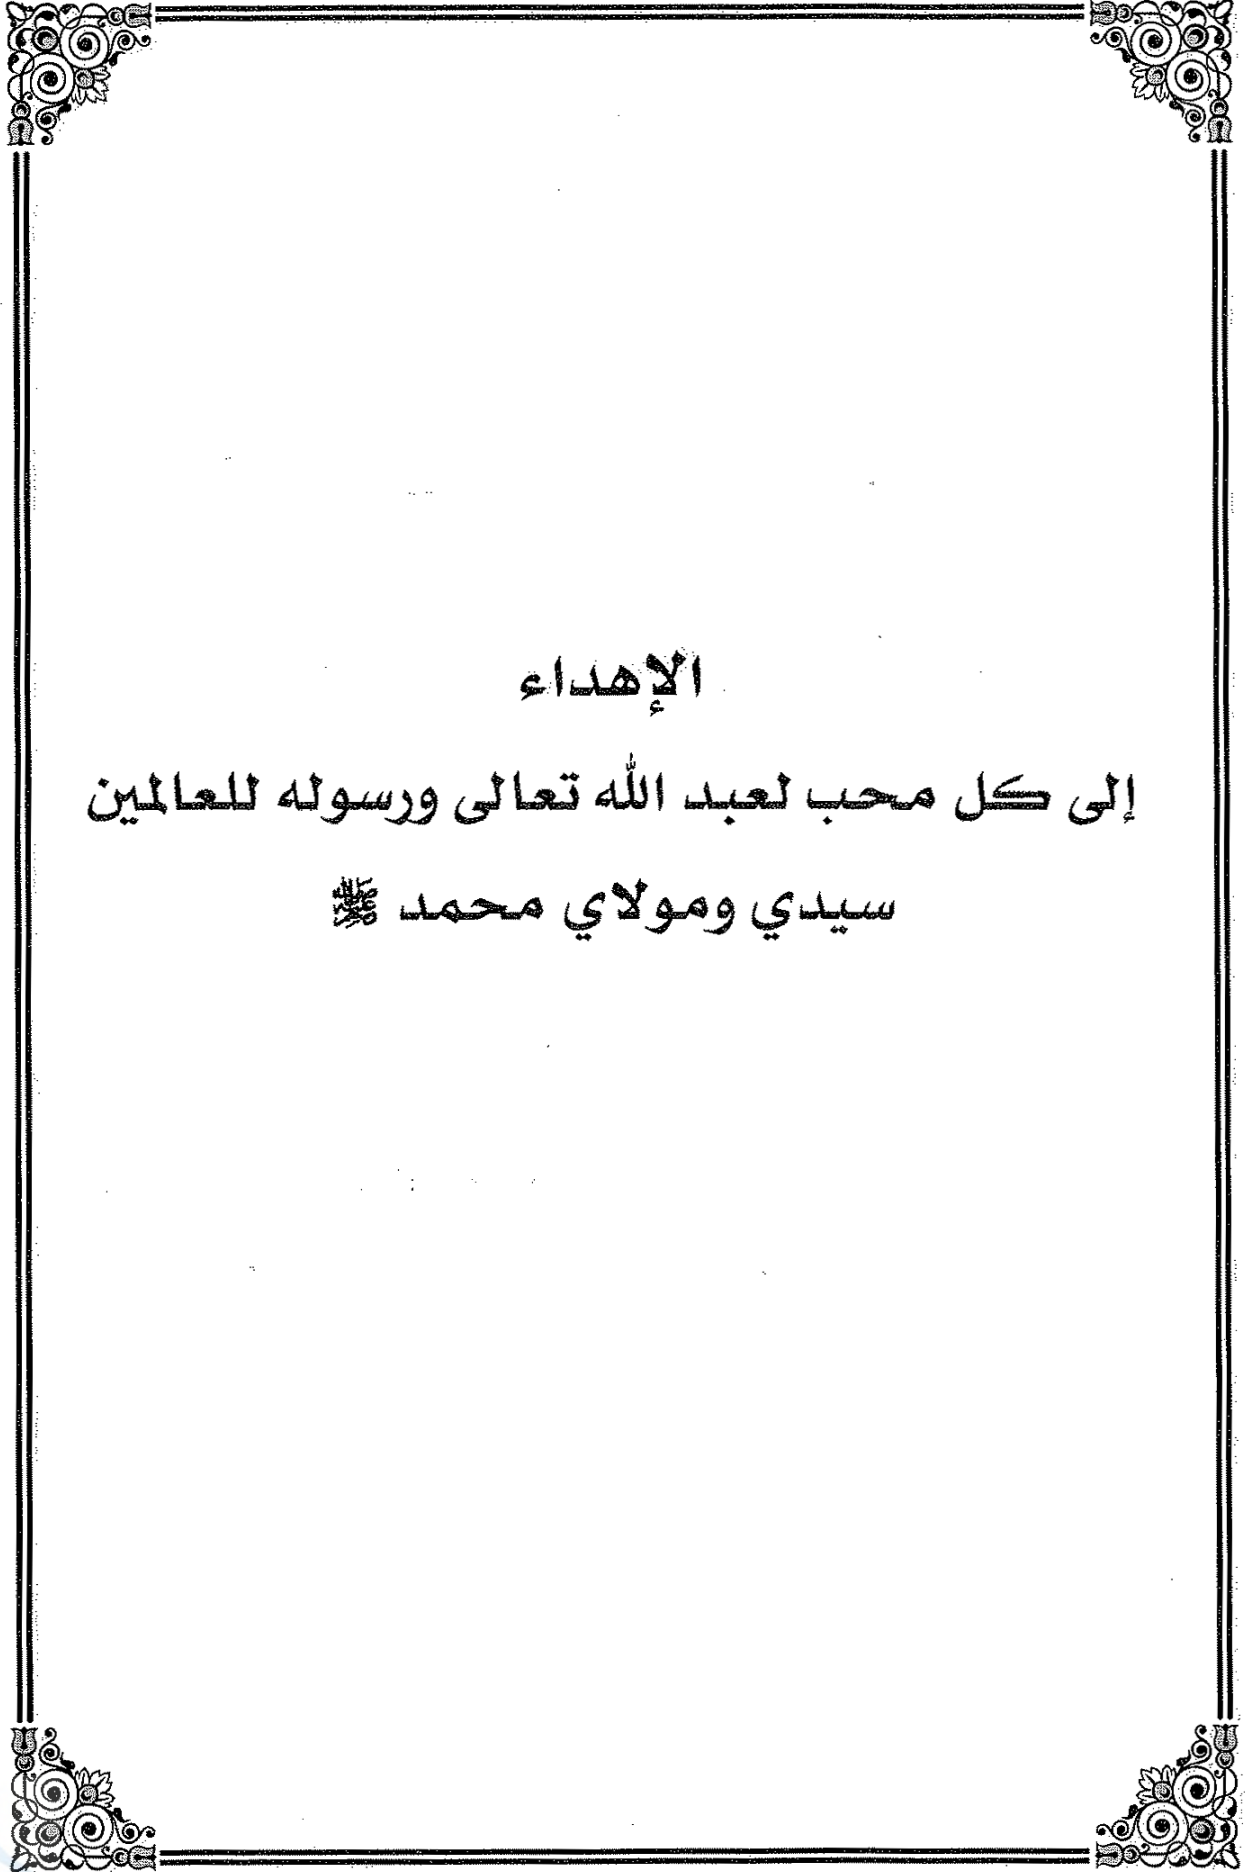 الإهداء
إلى كل محب لعبد الله تعالى ورسوله للعالمين
سيدي ومولاي محمد ﷺ